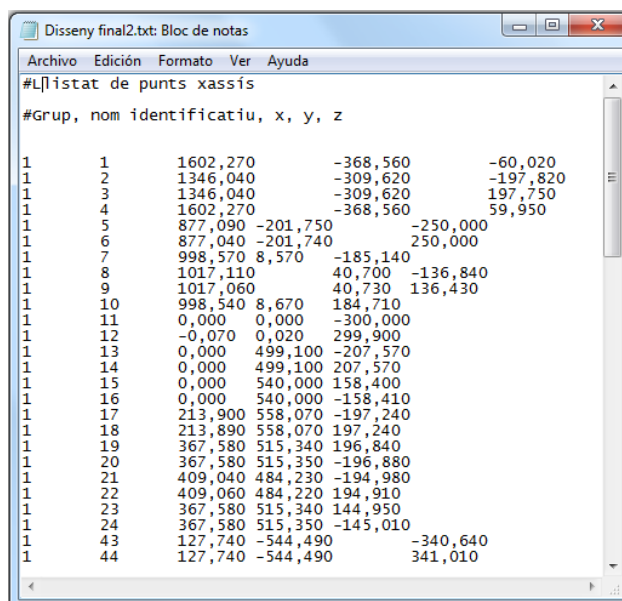 Disseny final2.txt: Bloc de notas
Archivo Edición Formato Ver Ayuda
#Lllistat de punts xassís
#Grup, nom identificatiu, x, y, z
1 1 1602,270 -368,560 -60,020
1 2 1346,040 -309,620 -197,820
1 3 1346,040 -309,620 197,750
1 4 1602,270 -368,560 59,950
1 5 877,090 -201,750 -250,000
1 6 877,040 -201,740 250,000
1 7 998,570 8,570 -185,140
1 8 1017,110 40,700 -136,840
1 9 1017,060 40,730 136,430
1 10 998,540 8,670 184,710
1 11 0,000 0,000 -300,000
1 12 -0,070 0,020 299,900
1 13 0,000 499,100 -207,570
1 14 0,000 499,100 207,570
1 15 0,000 540,000 158,400
1 16 0,000 540,000 -158,410
1 17 213,900 558,070 -197,240
1 18 213,890 558,070 197,240
1 19 367,580 515,340 196,840
1 20 367,580 515,350 -196,880
1 21 409,040 484,230 -194,980
1 22 409,060 484,220 194,910
1 23 367,580 515,340 144,950
1 24 367,580 515,350 -145,010
1 43 127,740 -544,490 -340,640
1 44 127,740 -544,490 341,010